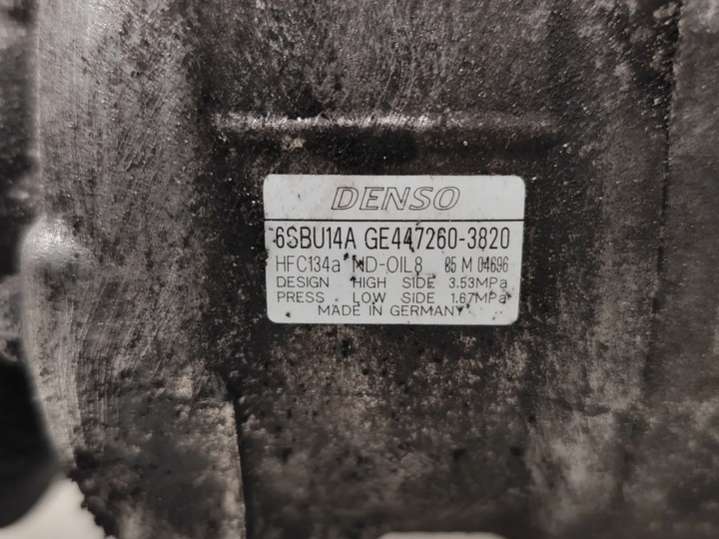 DENSO
6SBU14A GE447260-3820
HFC134a ND-OIL8 85 M 04696
DESIGN HIGH SIDE 3.53MPa
PRESS LOW SIDE 1.67MPa
MADE IN GERMANY